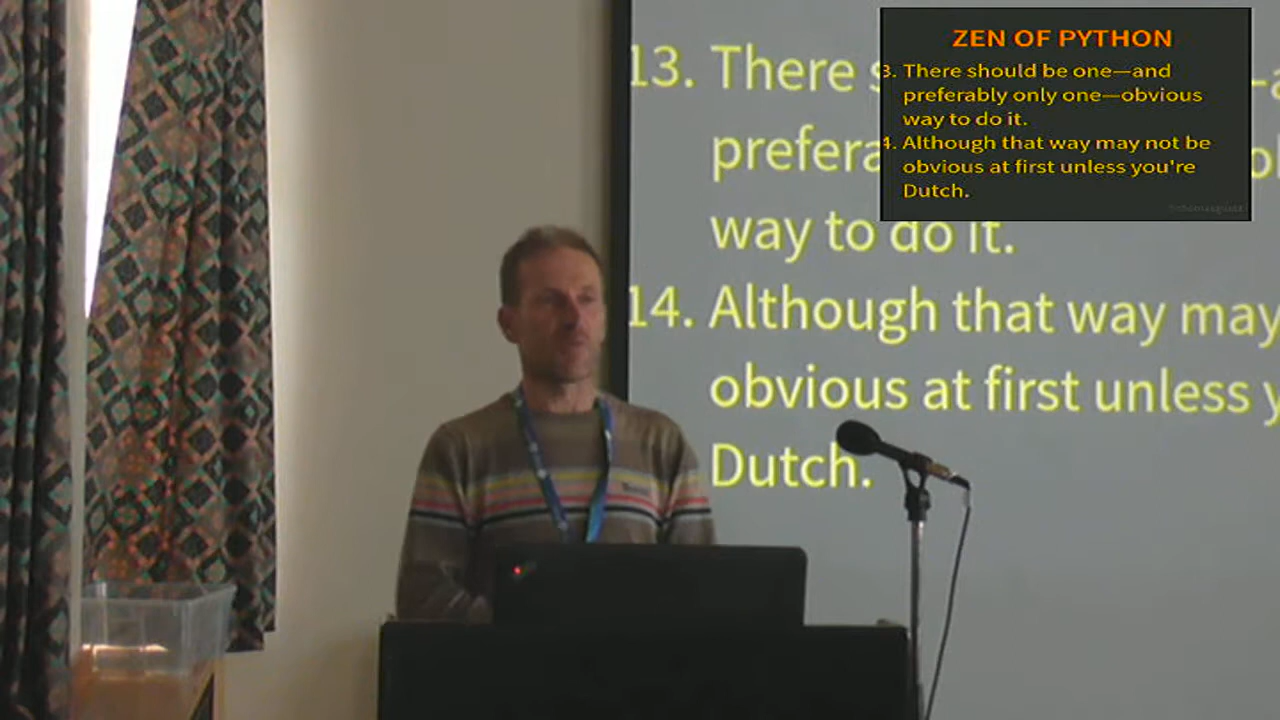 13. There
prefera
way to do it.
14. Although that way may
obvious at first unless y
Dutch.
ZEN OF PYTHON
3. There should be one—and
preferably only one—obvious
way to do it.
4. Although that way may not be
obvious at first unless you're
Dutch.